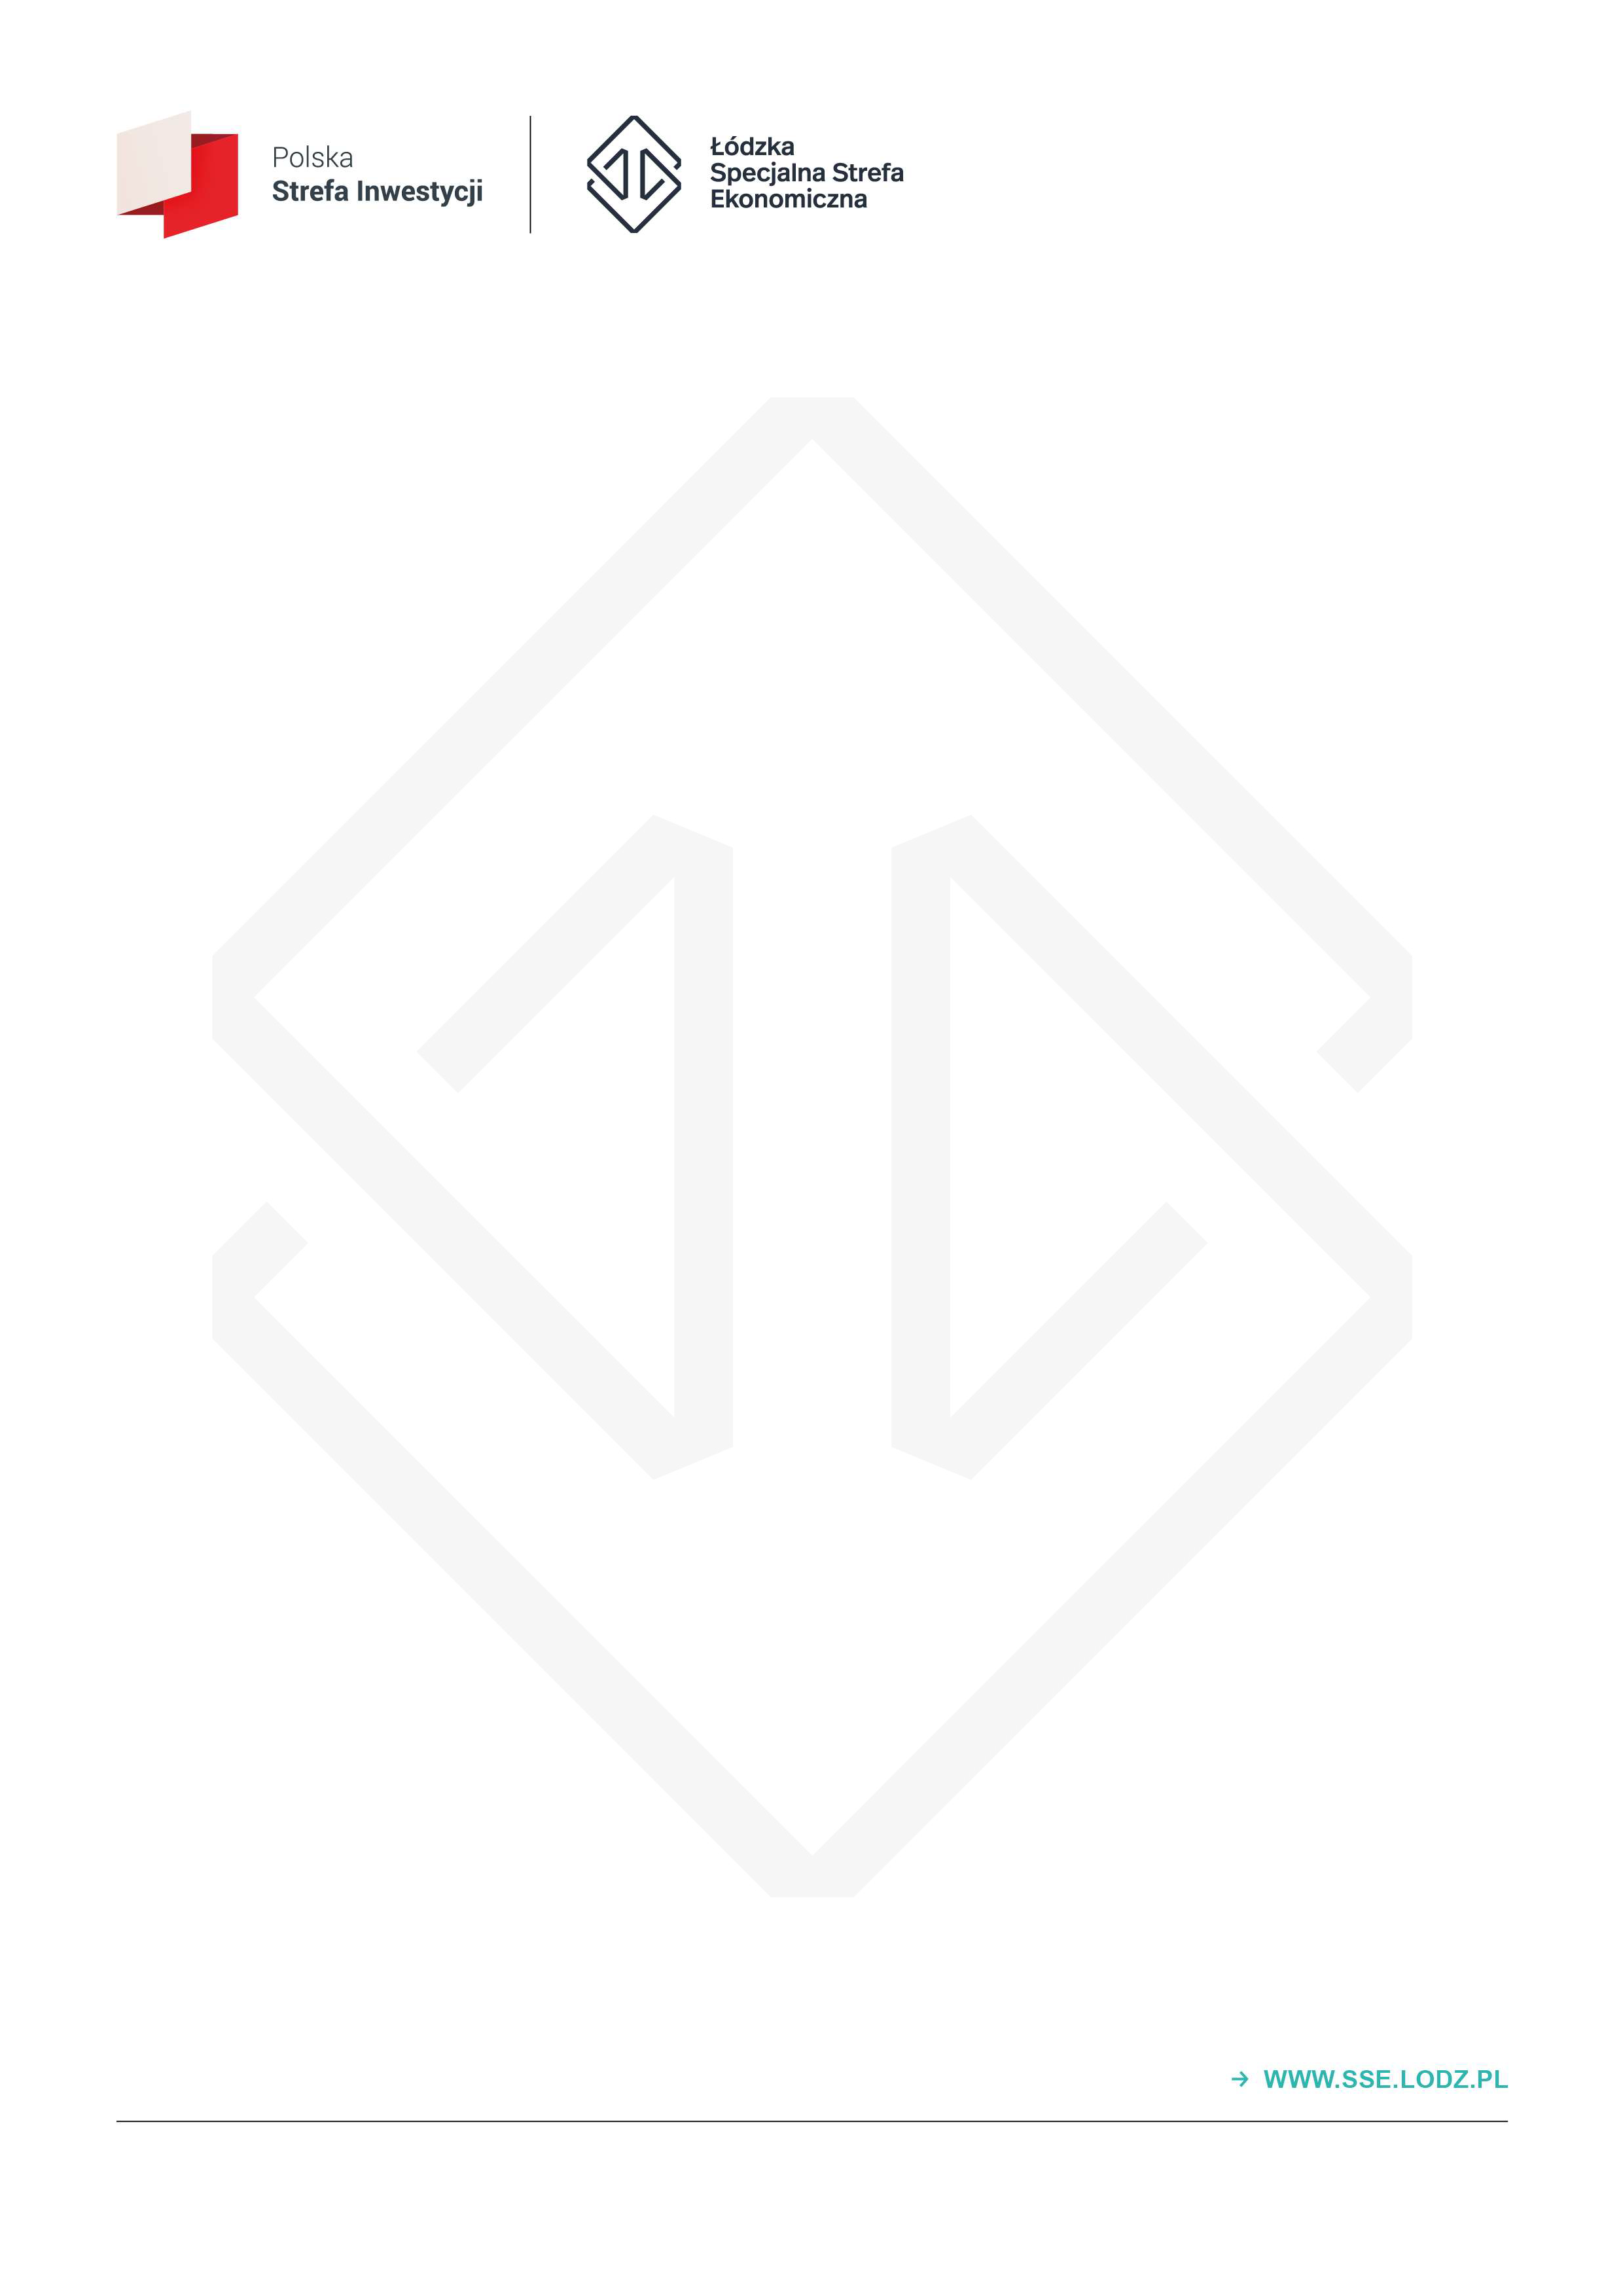 Polska
Strefa Inwestycji
Łódzka
Specjalna Strefa
Ekonomiczna
→ WWW.SSE.LODZ.PL